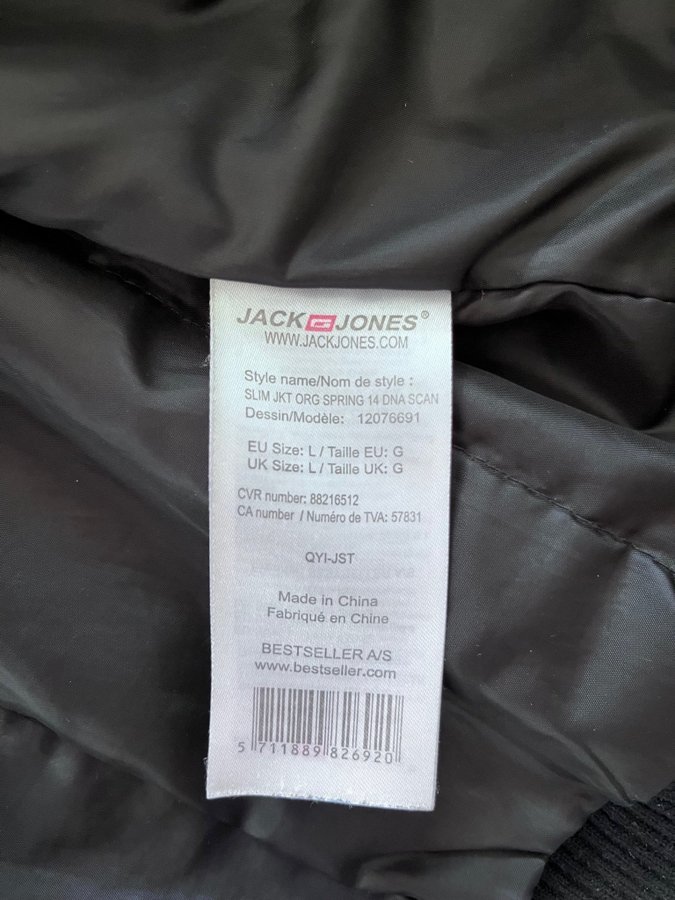 JACK JONES®
WWW.JACKJONES.COM
Style name/Nom de style :
SLIM JKT ORG SPRING 14 DNA SCAN
Dessin/Modèle: 12076691
EU Size: L / Taille EU: G
UK Size: L / Taille UK: G
CVR number: 88216512
CA number / Numéro de TVA: 57831
QYI-JST
Made in China
Fabriqué en Chine
BESTSELLER A/S
www.bestseller.com
5 711889 826920